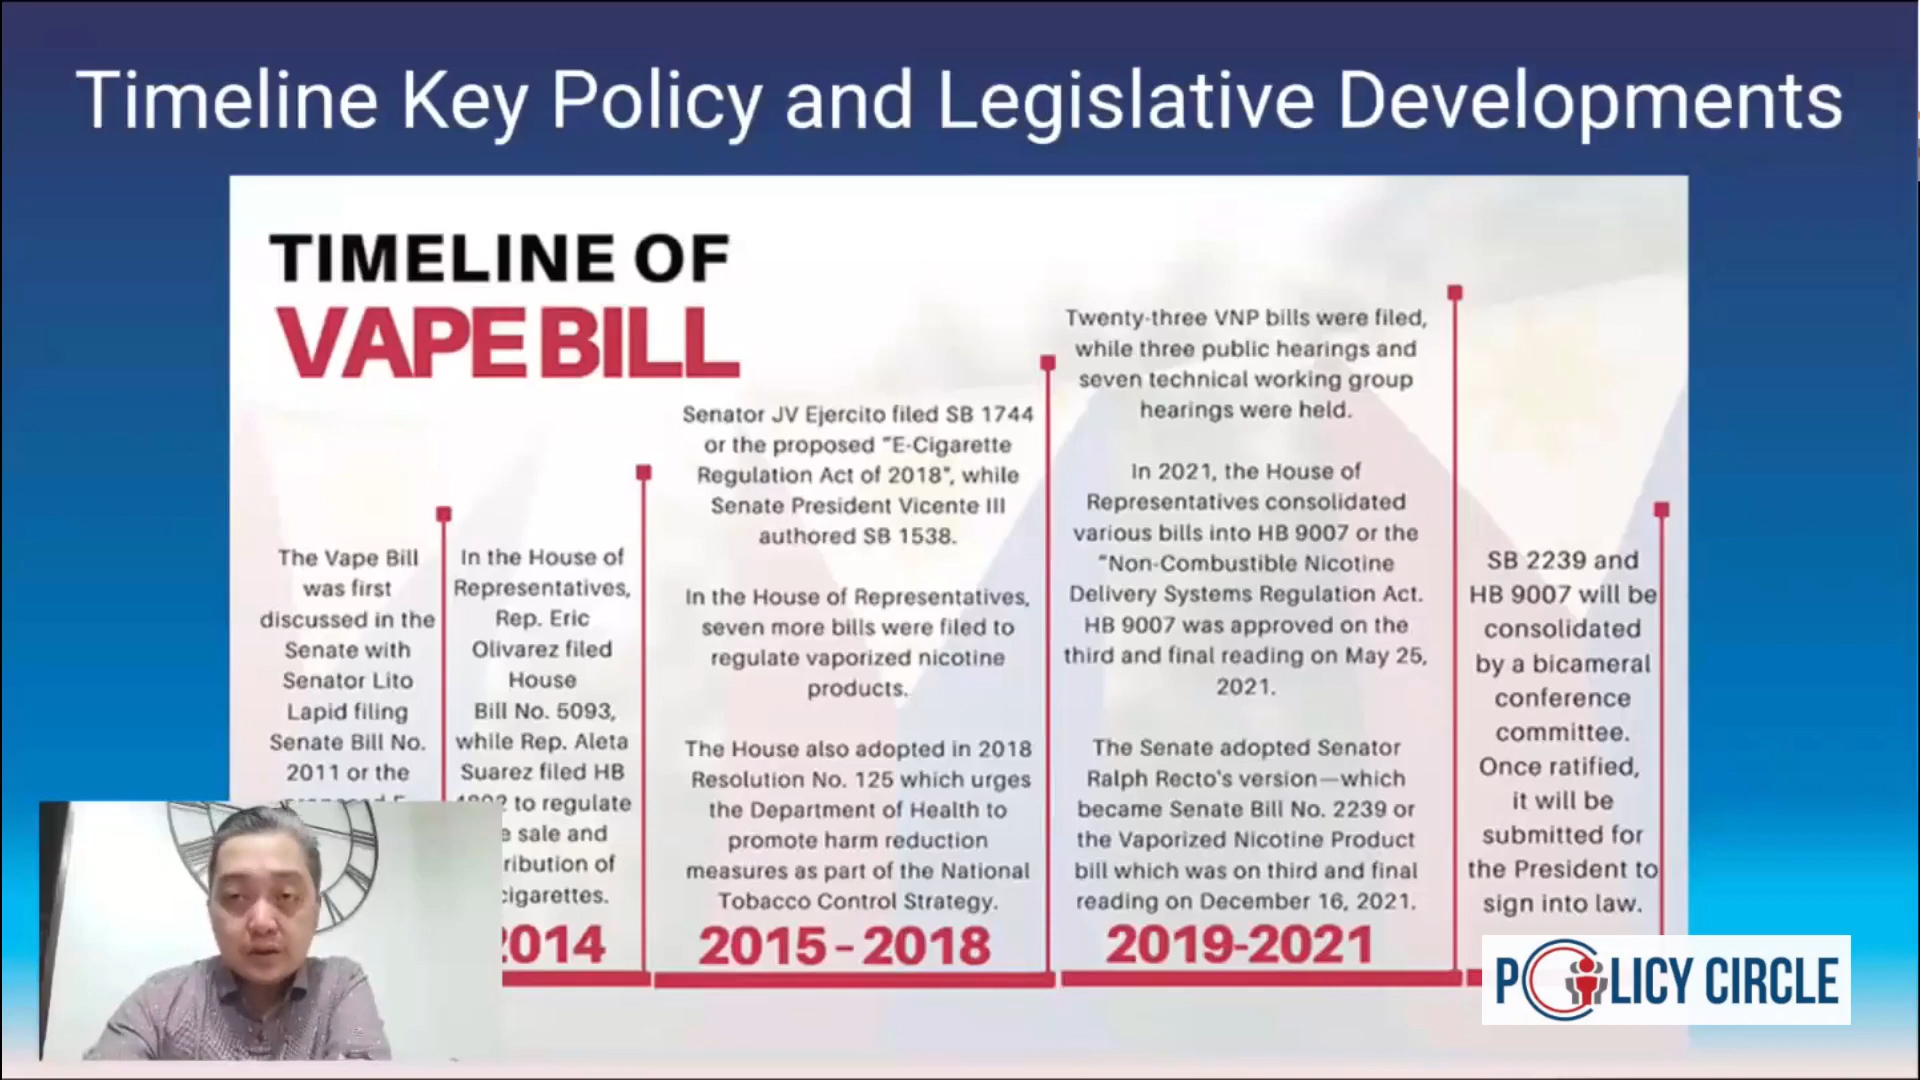 Timeline Key Policy and Legislative Developments
TIMELINE OF
VAPE BILL
The Vape Bill
was first
discussed in the
Senate with
Senator Lito
Lapid filing
Senate Bill No.
2011 or the
In the House of
Representatives,
Rep. Eric
Olivarez filed
House
Bill No. 5093,
while Rep. Aleta
Suarez filed HB
to regulate
sale and
of
cigarettes.
2014
Senator JV Ejercito filed SB 1744
or the proposed "E-Cigarette
Regulation Act of 2018", while
Senate President Vicente III
authored SB 1538.
In the House of Representatives,
seven more bills were filed to
regulate vaporized nicotine
products.
The House also adopted in 2018
Resolution No. 125 which urges
the Department of Health to
promote harm reduction
measures as part of the National
Tobacco Control Strategy.
2015-2018
Twenty-three VNP bills were filed,
while three public hearings and
seven technical working group
hearings were held.
In 2021, the House of
Representatives consolidated
various bills into HB 9007 or the
"Non-Combustible Nicotine
Delivery Systems Regulation Act.
HB 9007 was approved on the
third and final reading on May 25,
2021.
The Senate adopted Senator
Ralph Recto's version—which
became Senate Bill No. 2239 or
the Vaporized Nicotine Product
bill which was on third and final
reading on December 16, 2021.
2019-2021
SB 2239 and
HB 9007 will be
consolidated
by a bicameral
conference
committee.
Once ratified,
it will be
submitted for
the President to
sign into law.
POLICY CIRCLE